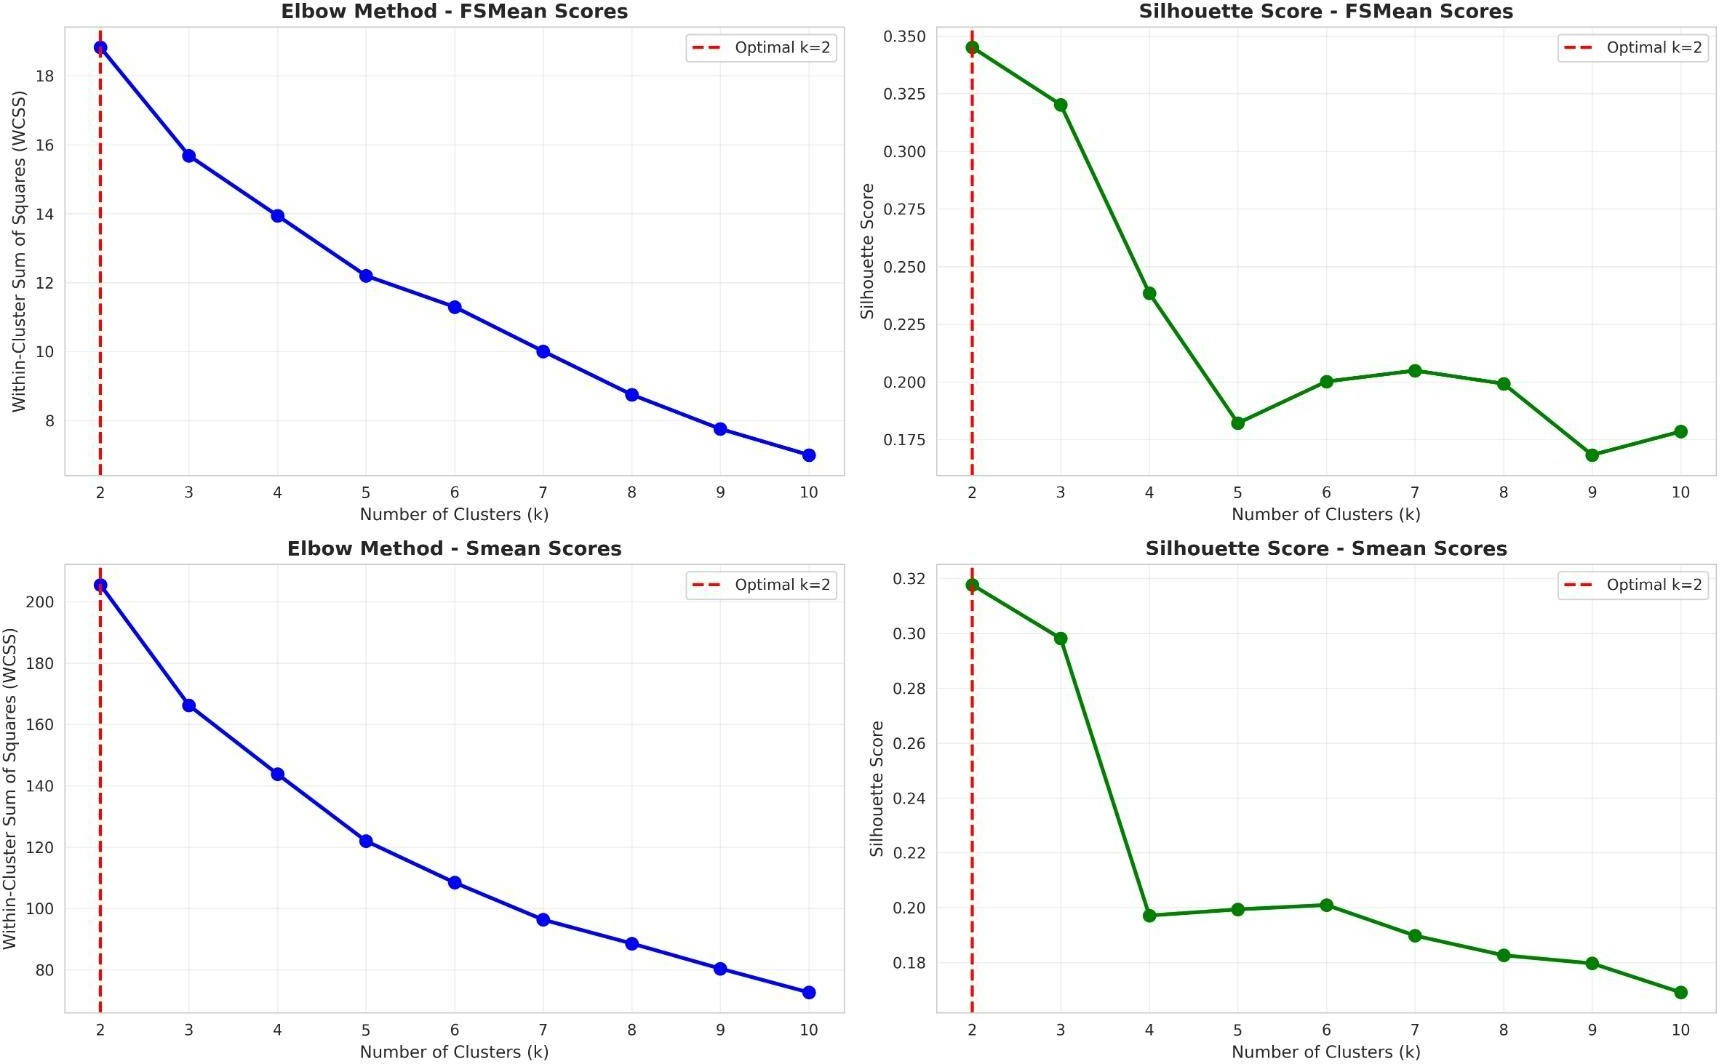 Elbow Method - FSMean Scores
Within-Cluster Sum of Squares (WCSS)
18
16
14
12
10
8
Optimal k=2
2 3 4 5 6 7 8 9 10
Number of Clusters (k)
Silhouette Score - FSMean Scores
Silhouette Score
0.350
0.325
0.300
0.275
0.250
0.225
0.200
0.175
Optimal k=2
2 3 4 5 6 7 8 9 10
Number of Clusters (k)
Elbow Method - Smean Scores
Within-Cluster Sum of Squares (WCSS)
200
180
160
140
120
100
80
Optimal k=2
2 3 4 5 6 7 8 9 10
Number of Clusters (k)
Silhouette Score - Smean Scores
Silhouette Score
0.32
0.30
0.28
0.26
0.24
0.22
0.20
0.18
Optimal k=2
2 3 4 5 6 7 8 9 10
Number of Clusters (k)